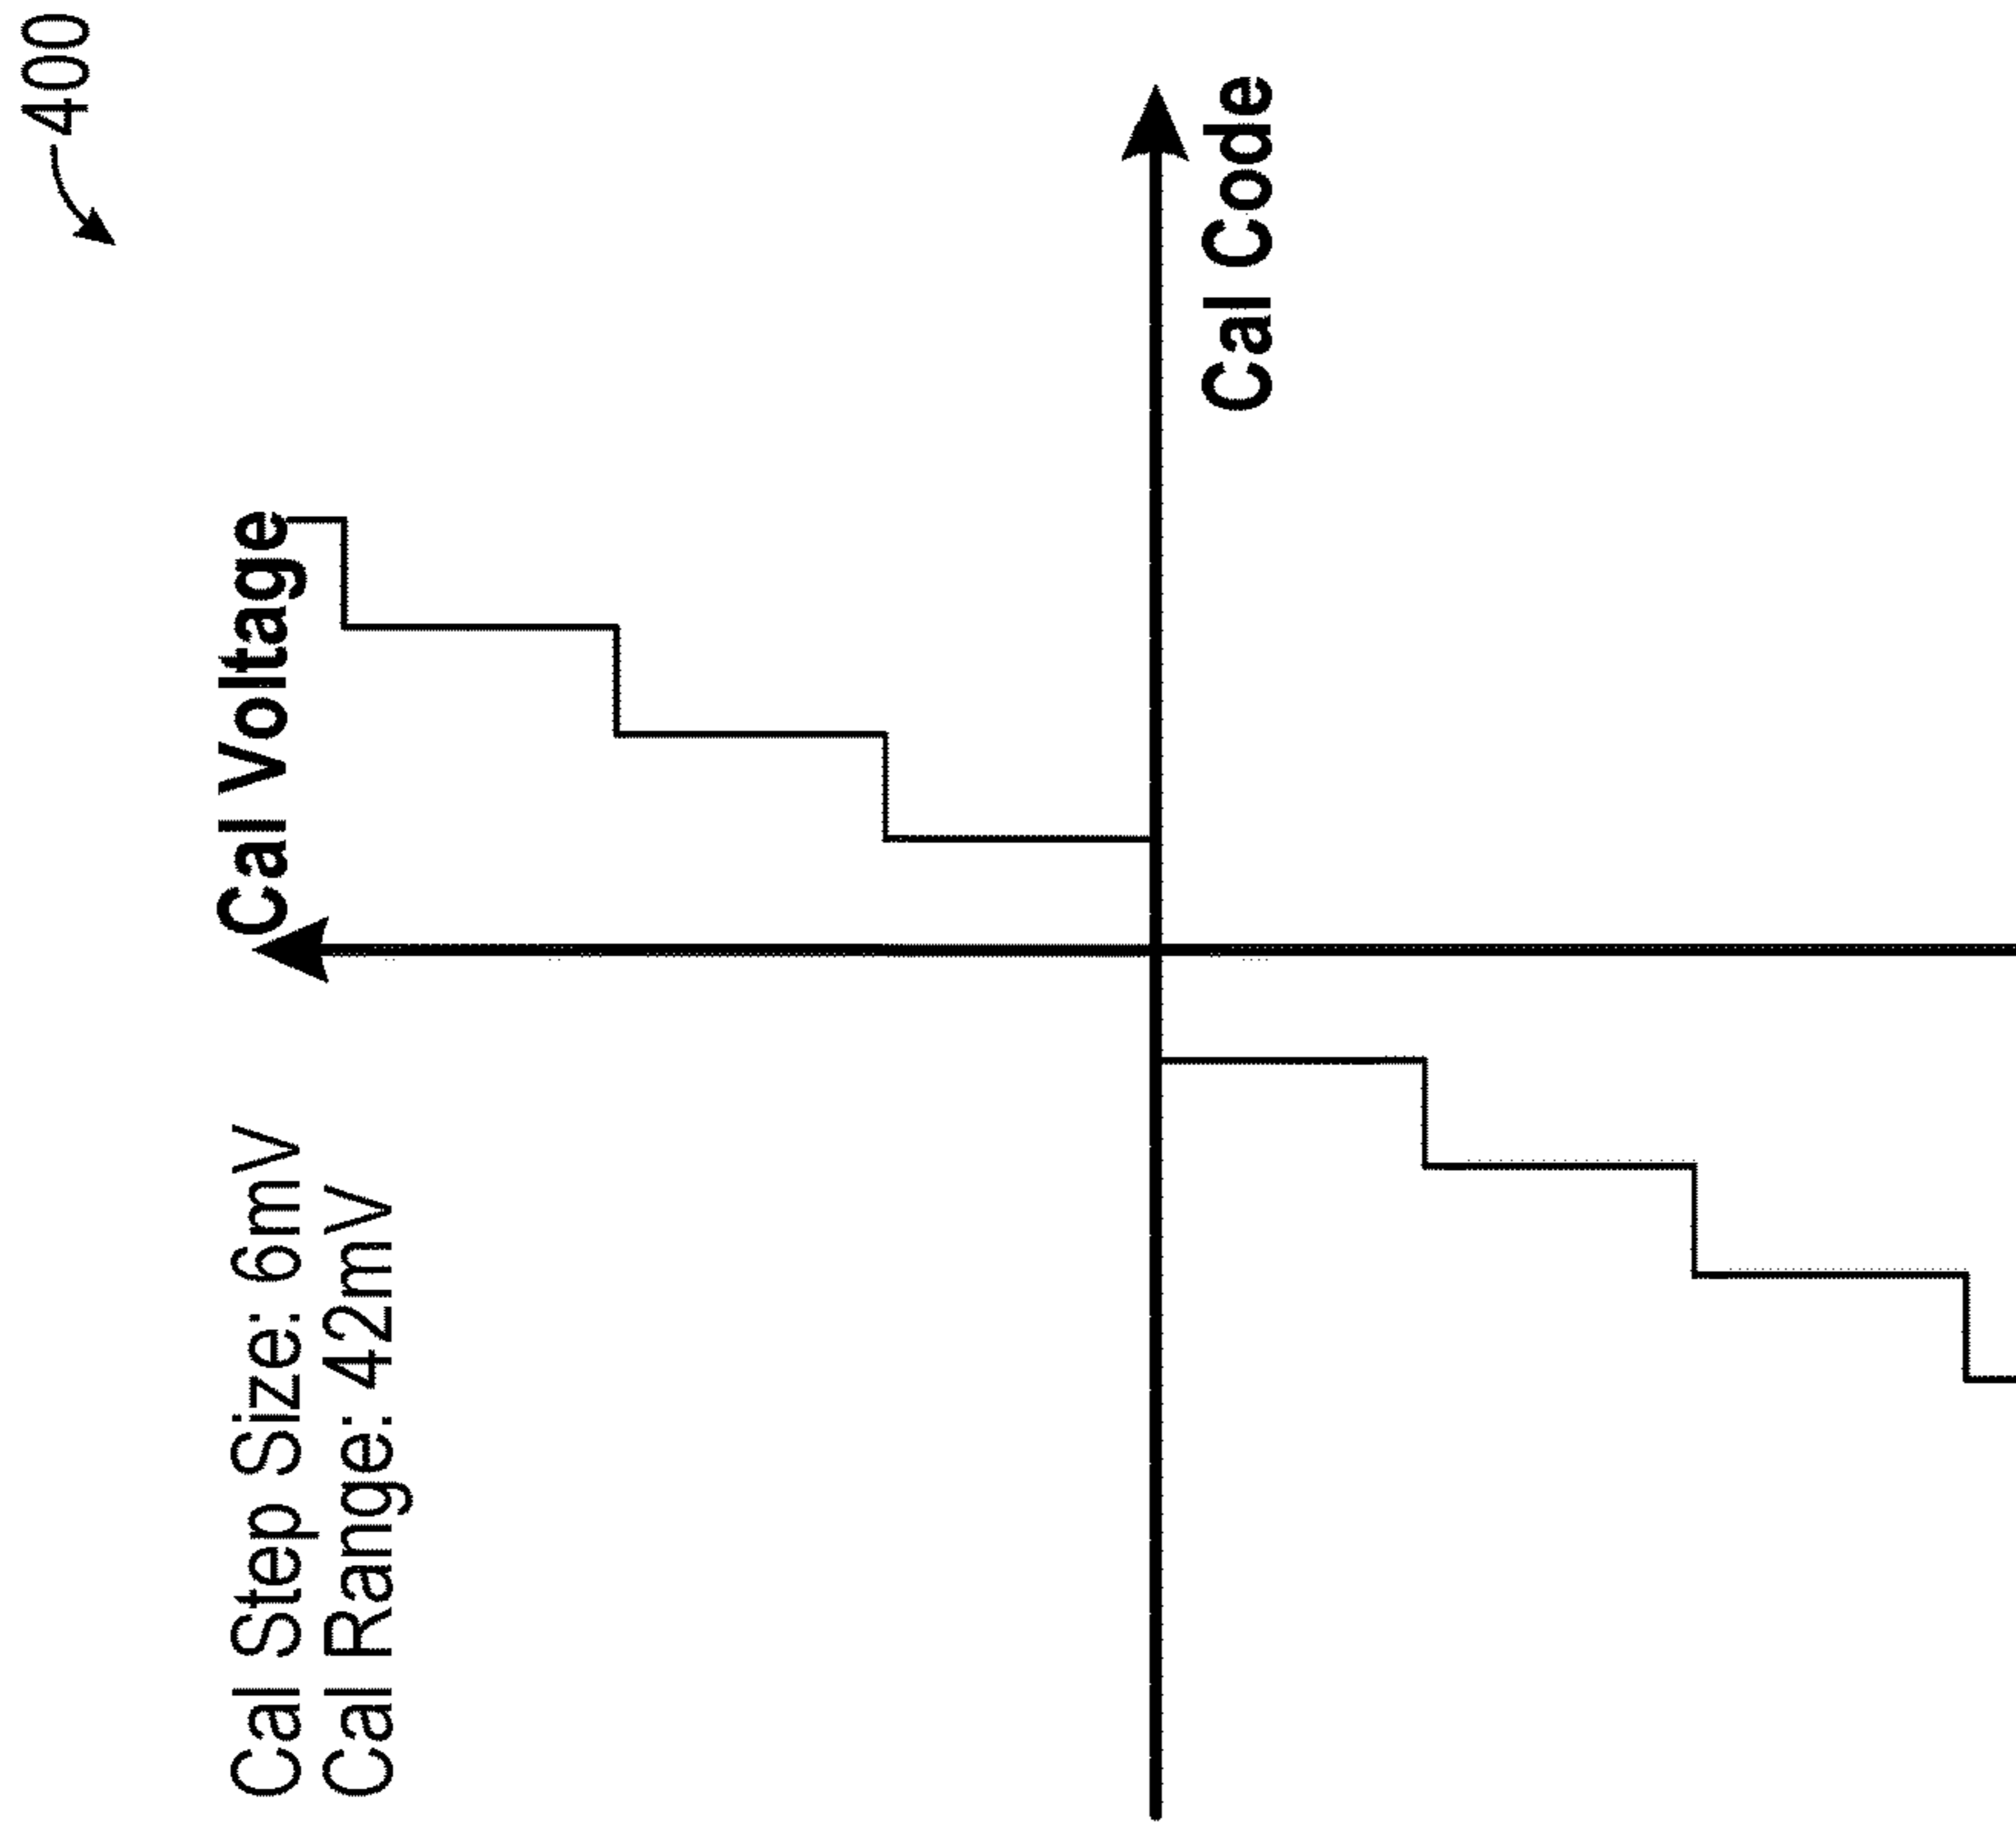 400
Cal Voltage
Cal Step Size: 6mV
Cal Range: 42mV
Cal Code